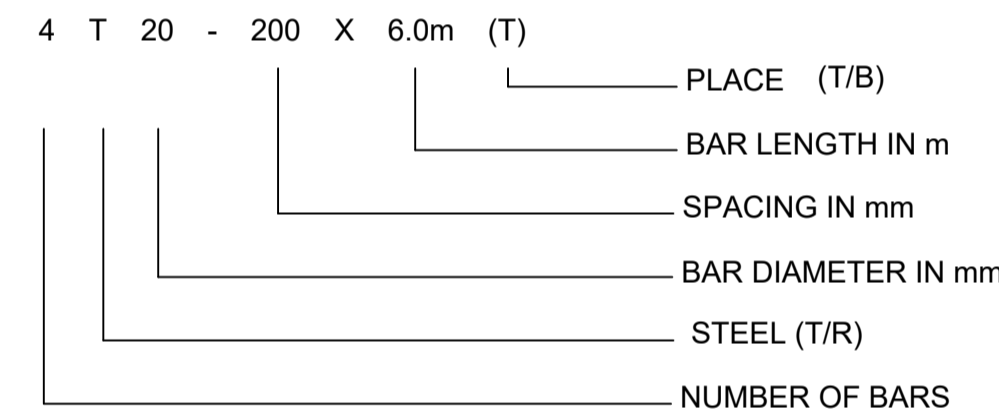 4 T 20 - 200 X 6.0m (T)
PLACE (T/B)
BAR LENGTH IN m
SPACING IN mm
BAR DIAMETER IN mm
STEEL (T/R)
NUMBER OF BARS